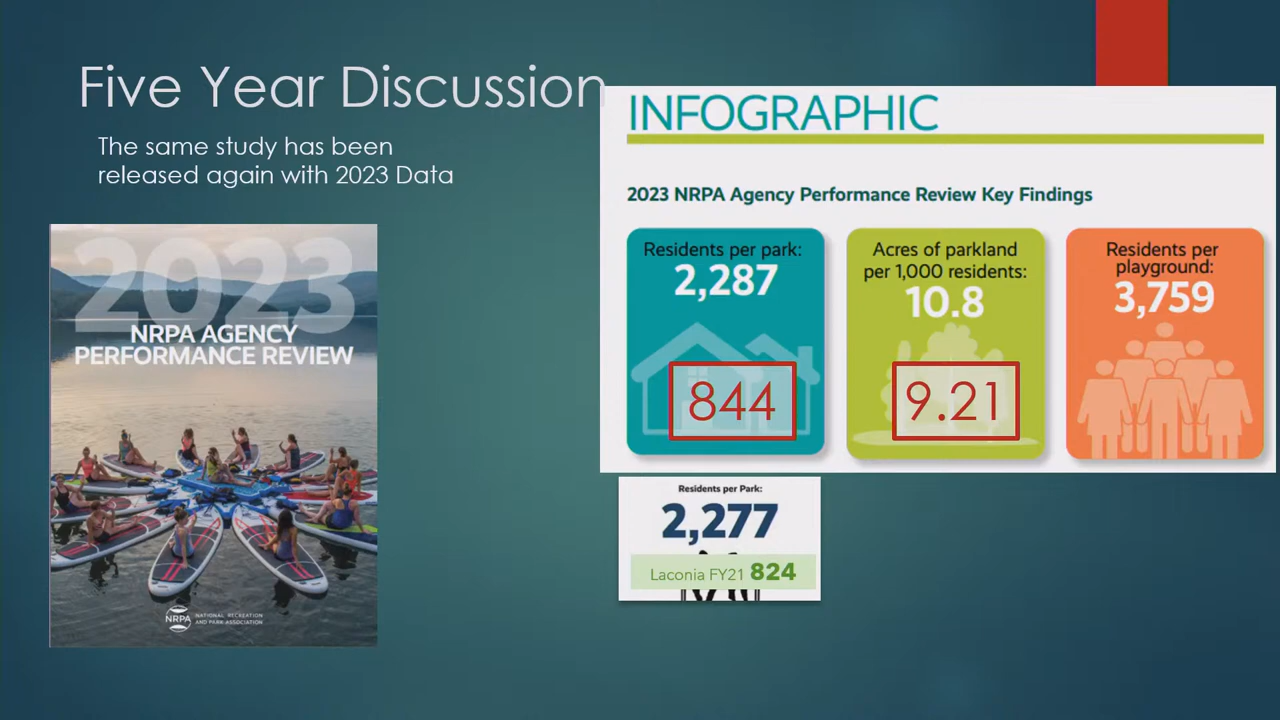 Five Year Discussion
The same study has been
released again with 2023 Data
2023
NRPA AGENCY
PERFORMANCE REVIEW
NRPA
NATIONAL RECREATION
AND PARK ASSOCIATION
INFOGRAPHIC
2023 NRPA Agency Performance Review Key Findings
Residents per park:
2,287
844
Acres of parkland
per 1,000 residents:
10.8
9.21
Residents per
playground:
3,759
Residents per Park:
2,277
Laconia FY21 824